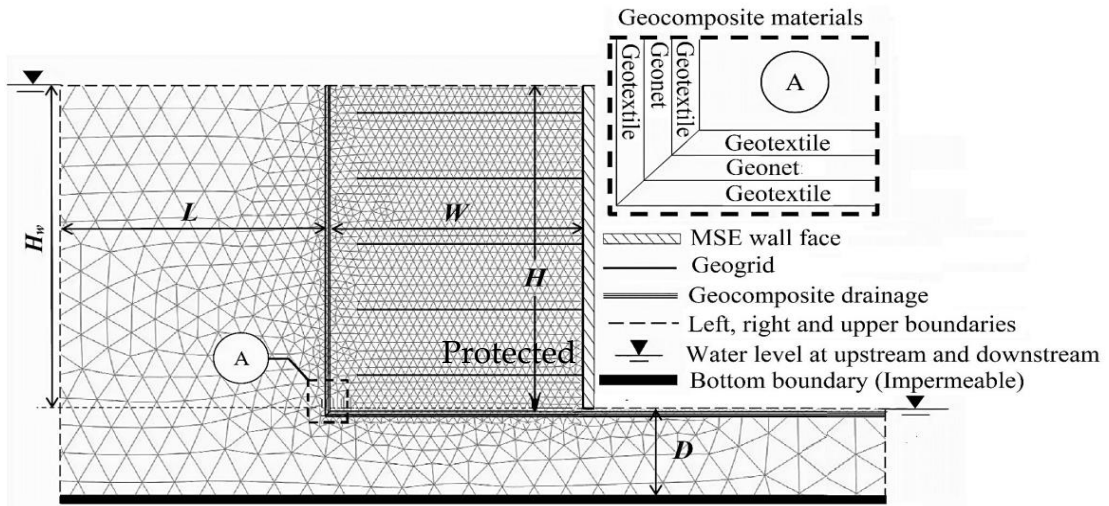 Geocomposite materials
Geotextile
Geonet
Geotextile
A
Geotextile
Geonet
Geotextile
L
W
H
Hw
Protected
A
D
MSE wall face
Geogrid
Geocomposite drainage
Left, right and upper boundaries
Water level at upstream and downstream
Bottom boundary (Impermeable)